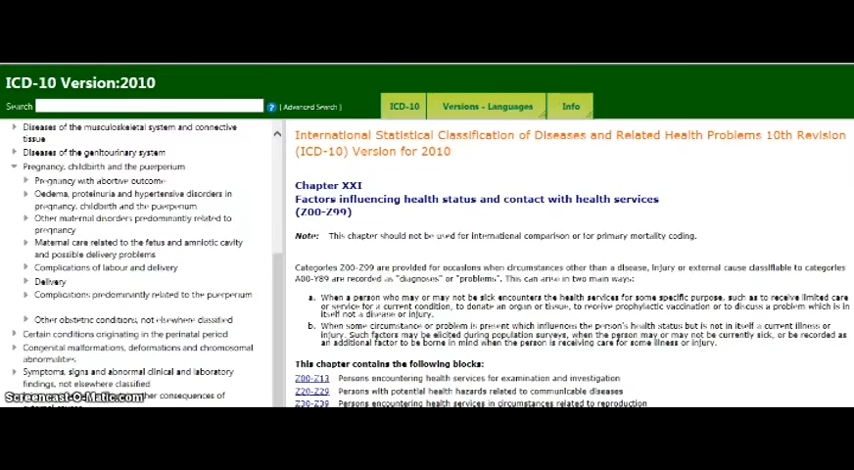 ICD-10 Version:2010
Search
? [ Advanced Search ]
ICD-10
Versions - Languages
Info
Diseases of the musculoskeletal system and connective
tissue
Diseases of the genitourinary system
Pregnancy, childbirth and the puerperium
Pregnancy with abortive outcome
Oedema, proteinuria and hypertensive disorders in
pregnancy, childbirth and the puerperium
Other maternal disorders predominantly related to
pregnancy
Maternal care related to the fetus and amniotic cavity
and possible delivery problems
Complications of labour and delivery
Delivery
Complications predominantly related to the puerperium
Other obstetric conditions, not elsewhere classified
Certain conditions originating in the perinatal period
Congenital malformations, deformations and chromosomal
abnormalities
Symptoms, signs and abnormal clinical and laboratory
findings, not elsewhere classified
other consequences of
Screencast-O-Matic.com
International Statistical Classification of Diseases and Related Health Problems 10th Revision
(ICD-10) Version for 2010
Chapter XXI
Factors influencing health status and contact with health services
(Z00-Z99)
Note: This chapter should not be used for international comparison or for primary mortality coding.
Categories Z00-Z99 are provided for occasions when circumstances other than a disease, injury or external cause classifiable to categories
A00-Y89 are recorded as "diagnoses" or "problems". This can arise in two main ways:
a. When a person who may or may not be sick encounters the health services for some specific purpose, such as to receive limited care
or service for a current condition, to donate an organ or tissue, to receive prophylactic vaccination or to discuss a problem which is in
itself not a disease or injury.
b. When some circumstance or problem is present which influences the person's health status but is not in itself a current illness or
injury. Such factors may be elicited during population surveys, when the person may or may not be currently sick, or be recorded as
an additional factor to be borne in mind when the person is receiving care for some illness or injury.
This chapter contains the following blocks:
Z00-Z13 Persons encountering health services for examination and investigation
Z20-Z29 Persons with potential health hazards related to communicable diseases
Z30-Z39 Persons encountering health services in circumstances related to reproduction